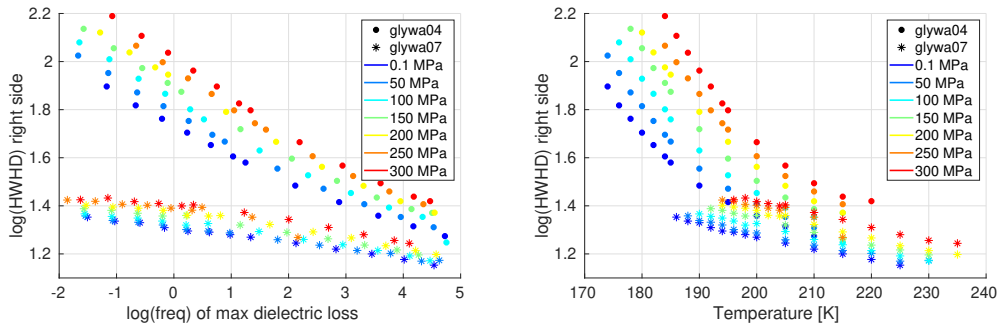 2.2
2
1.8
1.6
1.4
1.2
-2 -1 0 1 2 3 4 5
log(freq) of max dielectric loss
log(HWHD) right side
glywa04
glywa07
0.1 MPa
50 MPa
100 MPa
150 MPa
200 MPa
250 MPa
300 MPa
2.2
2
1.8
1.6
1.4
1.2
170 180 190 200 210 220 230 240
Temperature [K]
log(HWHD) right side
glywa04
glywa07
0.1 MPa
50 MPa
100 MPa
150 MPa
200 MPa
250 MPa
300 MPa